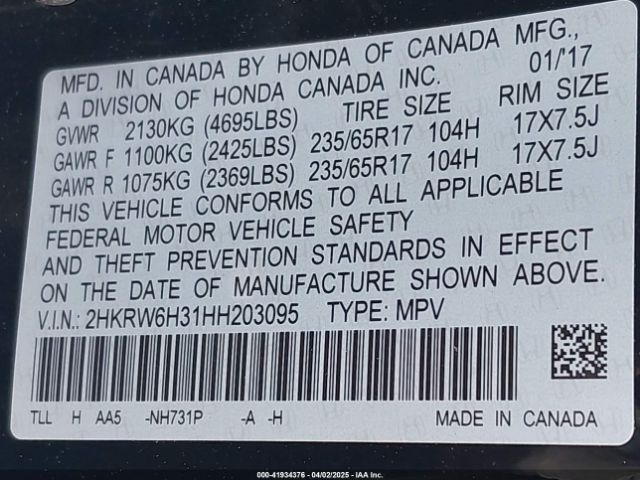 MFD. IN CANADA BY HONDA OF CANADA MFG.,
A DIVISION OF HONDA CANADA INC. 01/'17
GVWR 2130KG (4695LBS) TIRE SIZE RIM SIZE
GAWR F 1100KG (2425LBS) 235/65R17 104H 17X7.5J
GAWR R 1075KG (2369LBS) 235/65R17 104H 17X7.5J
THIS VEHICLE CONFORMS TO ALL APPLICABLE
FEDERAL MOTOR VEHICLE SAFETY
AND THEFT PREVENTION STANDARDS IN EFFECT
ON THE DATE OF MANUFACTURE SHOWN ABOVE.
V.I.N.: 2HKRW6H31HH203095 TYPE: MPV
TLL H AA5 -NH731P -A -H MADE IN CANADA
000-41934376 - 04/02/2025 - IAA Inc.